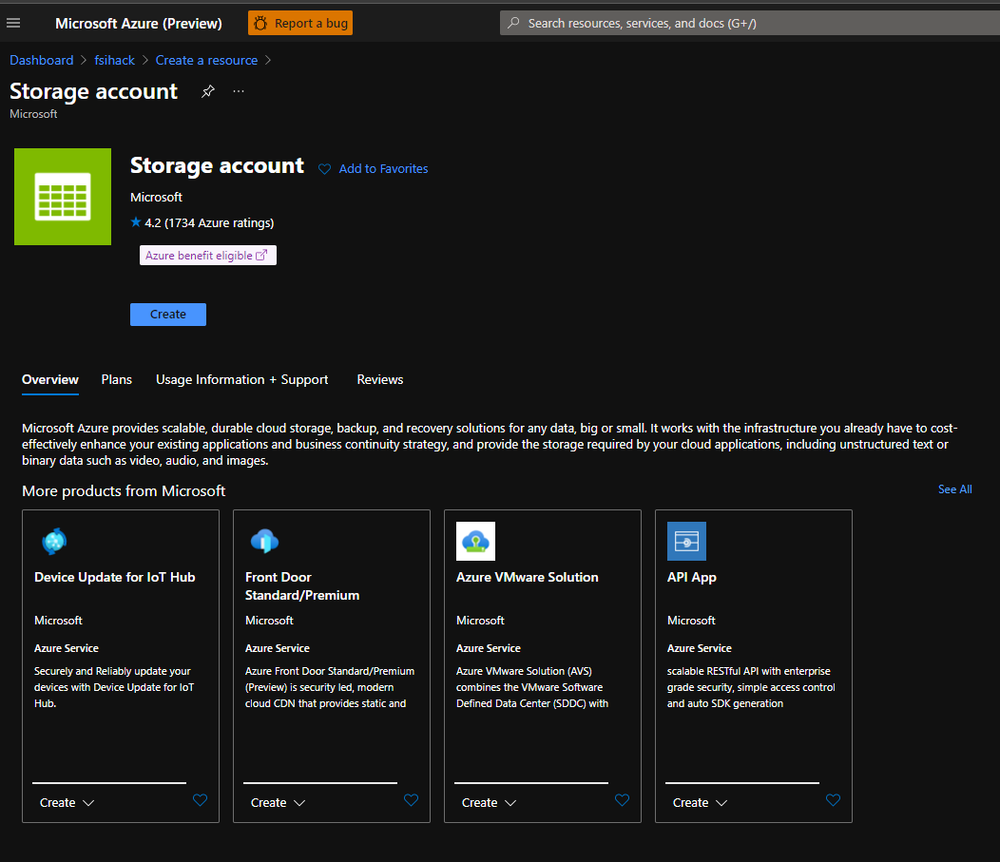 Microsoft Azure (Preview)
Report a bug
Search resources, services, and docs (G+/)
Dashboard > fsihack > Create a resource >
Storage account
...
Microsoft
Storage account
Add to Favorites
Microsoft
4.2 (1734 Azure ratings)
Azure benefit eligible
Create
Overview
Plans
Usage Information + Support
Reviews
Microsoft Azure provides scalable, durable cloud storage, backup, and recovery solutions for any data, big or small. It works with the infrastructure you already have to cost-
effectively enhance your existing applications and business continuity strategy, and provide the storage required by your cloud applications, including unstructured text or
binary data such as video, audio, and images.
More products from Microsoft
See All
Device Update for IoT Hub
Microsoft
Azure Service
Securely and Reliably update your
devices with Device Update for IoT
Hub.
Create
Front Door
Standard/Premium
Microsoft
Azure Service
Azure Front Door Standard/Premium
(Preview) is security led, modern
cloud CDN that provides static and
Create
Azure VMware Solution
Microsoft
Azure Service
Azure VMware Solution (AVS)
combines the VMware Software
Defined Data Center (SDDC) with
Create
API App
Microsoft
Azure Service
scalable RESTful API with enterprise
grade security, simple access control
and auto SDK generation
Create